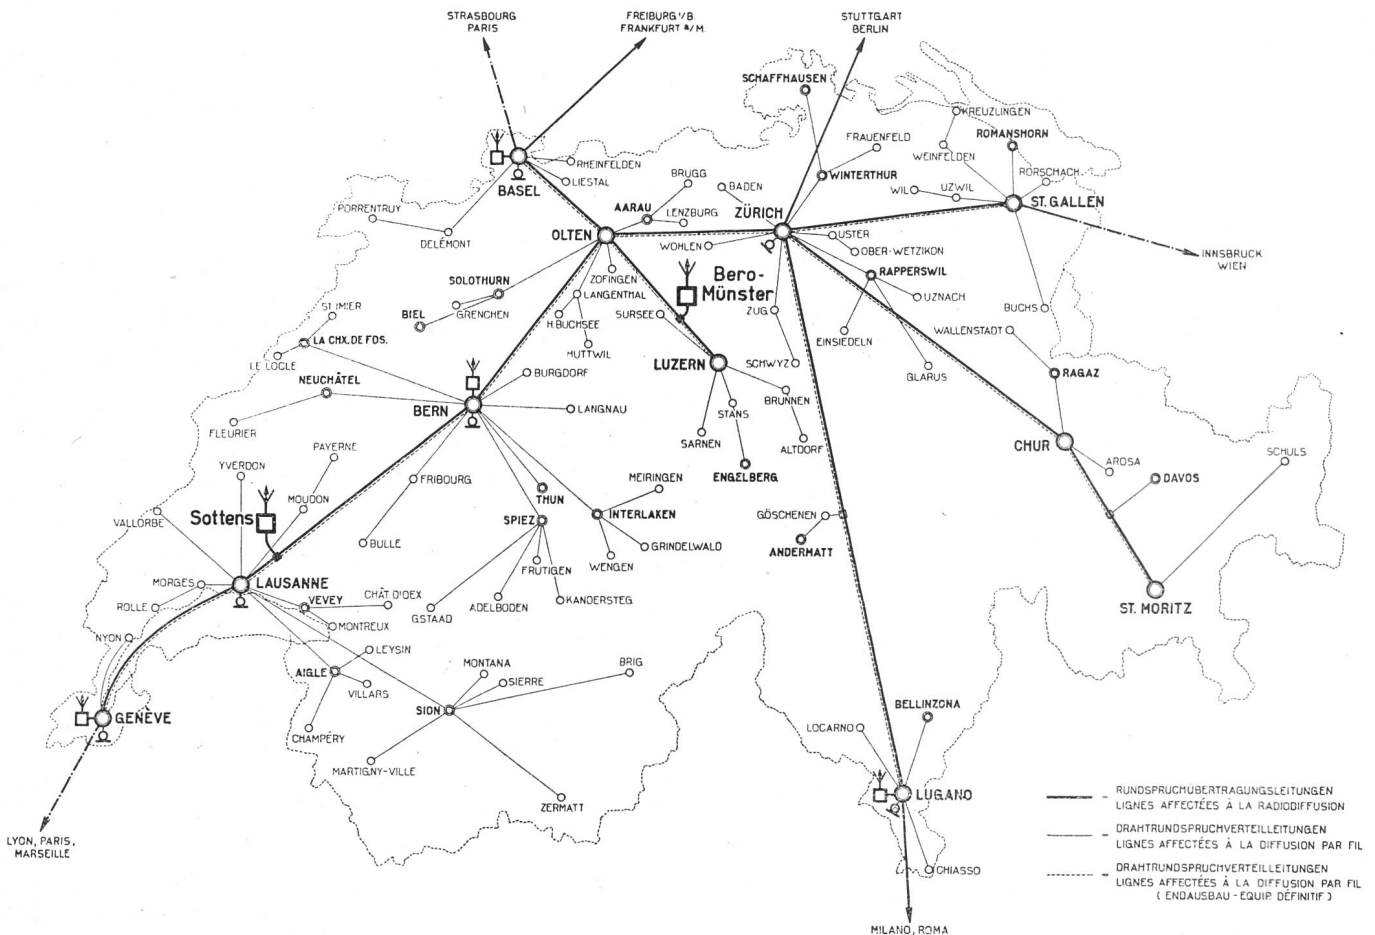 STRASBOURG
PARIS
FREIBURG I/B.
FRANKFURT a/M.
STUTTGART
BERLIN
SCHAFFHAUSEN
KREUZLINGEN
ROMANSHORN
FRAUENFELD
WEINFELDEN
RHEINFELDEN
BRUGG
BADEN
WINTERTHUR
WIL
UZWIL
RORSCHACH
LIESTAL
BASEL
AARAU
LENZBURG
ZÜRICH
ST. GALLEN
PORRENTRUY
DELÉMONT
OLTEN
WOHLEN
USTER
OBER-WETZIKON
INNSBRUCK
WIEN
SOLOTHURN
ZOFINGEN
LANGENTHAL
Bero-
Münster
RAPPERSWIL
UZNACH
BUCHS
ST IMIER
BIEL
GRENCHEN
H. BUCHSEE
SURSEE
ZUG
EINSIEDELN
WALLENSTADT
LA CHX. DE FDS.
LE LOCLE
HUTTWIL
LUZERN
SCHWYZ
GLARUS
RAGAZ
NEUCHÂTEL
BURGDORF
BRUNNEN
BERN
LANGNAU
STANS
FLEURIER
SARNEN
ALTDORF
CHUR
PAYERNE
YVERDON
FRIBOURG
MEIRINGEN
ENGELBERG
AROSA
DAVOS
SCHULS
MOUDON
THUN
Sottens
VALLORBE
SPIEZ
INTERLAKEN
GÖSCHENEN
BULLE
GRINDELWALD
ANDERMATT
FRUTIGEN
WENGEN
MORGES
LAUSANNE
CHÂT D'OEX
ROLLE
VEVEY
GSTAAD
ADELBODEN
KANDERSTEG
ST. MORITZ
MONTREUX
NYON
LEYSIN
AIGLE
VILLARS
MONTANA
SIERRE
BRIG
SION
BELLINZONA
GENÈVE
CHAMPÉRY
LOCARNO
MARTIGNY-VILLE
ZERMATT
LUGANO
LYON, PARIS,
MARSEILLE
CHIASSO
MILANO, ROMA
RUNDSPRUCHÜBERTRAGUNGSLEITUNGEN
LIGNES AFFECTÉES À LA RADIODIFFUSION
DRAHTRUNDSPRUCHVERTEILLEITUNGEN
LIGNES AFFECTÉES À LA DIFFUSION PAR FIL
DRAHTRUNDSPRUCHVERTEILLEITUNGEN
LIGNES AFFECTÉES À LA DIFFUSION PAR FIL
( ENDAUSBAU - EQUIP. DÉFINITIF )